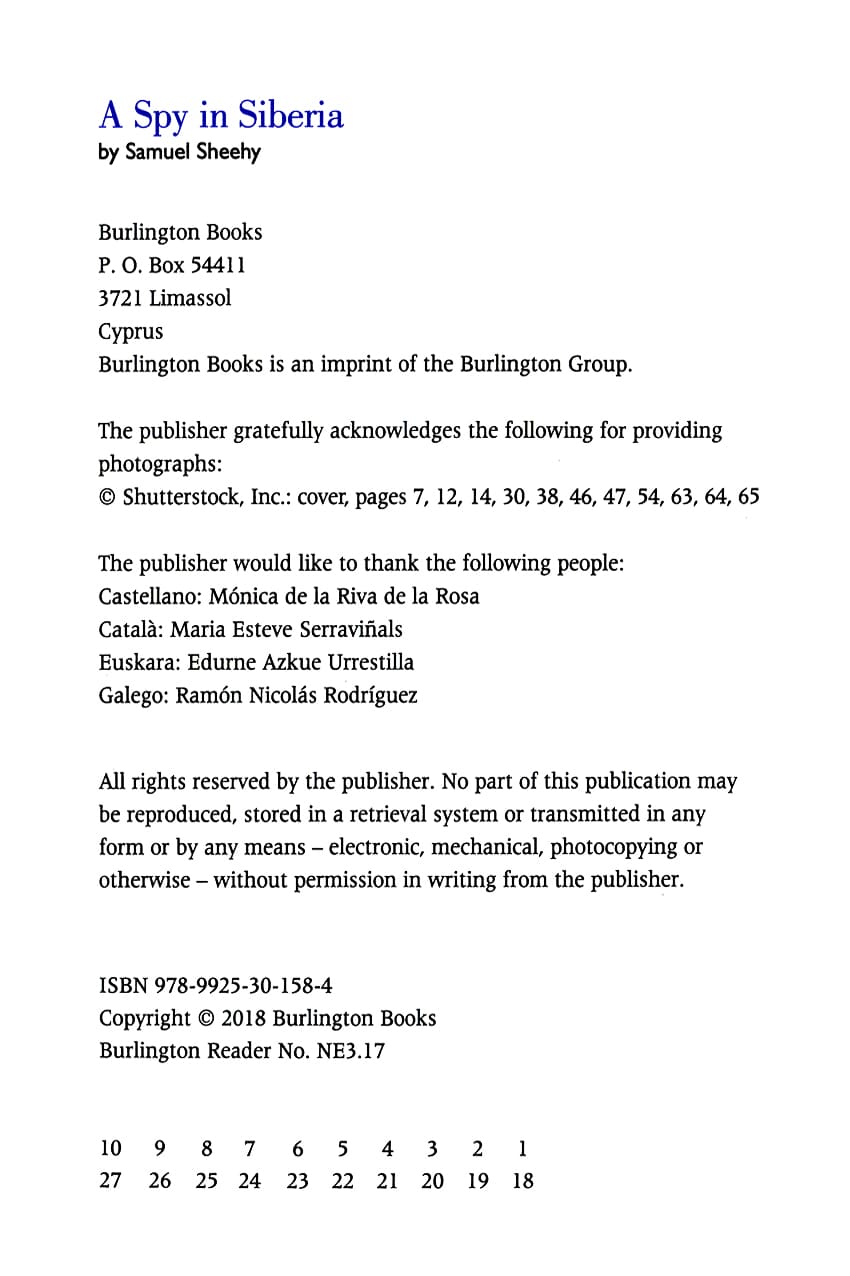 A Spy in Siberia
by Samuel Sheehy
Burlington Books
P. O. Box 54411
3721 Limassol
Cyprus
Burlington Books is an imprint of the Burlington Group.
The publisher gratefully acknowledges the following for providing
photographs:
© Shutterstock, Inc.: cover, pages 7, 12, 14, 30, 38, 46, 47, 54, 63, 64, 65
The publisher would like to thank the following people:
Castellano: Mónica de la Riva de la Rosa
Català: Maria Esteve Serraviñals
Euskara: Edurne Azkue Urrestilla
Galego: Ramón Nicolás Rodríguez
All rights reserved by the publisher. No part of this publication may
be reproduced, stored in a retrieval system or transmitted in any
form or by any means – electronic, mechanical, photocopying or
otherwise – without permission in writing from the publisher.
ISBN 978-9925-30-158-4
Copyright © 2018 Burlington Books
Burlington Reader No. NE3.17
10 9 8 7 6 5 4 3 2 1
27 26 25 24 23 22 21 20 19 18